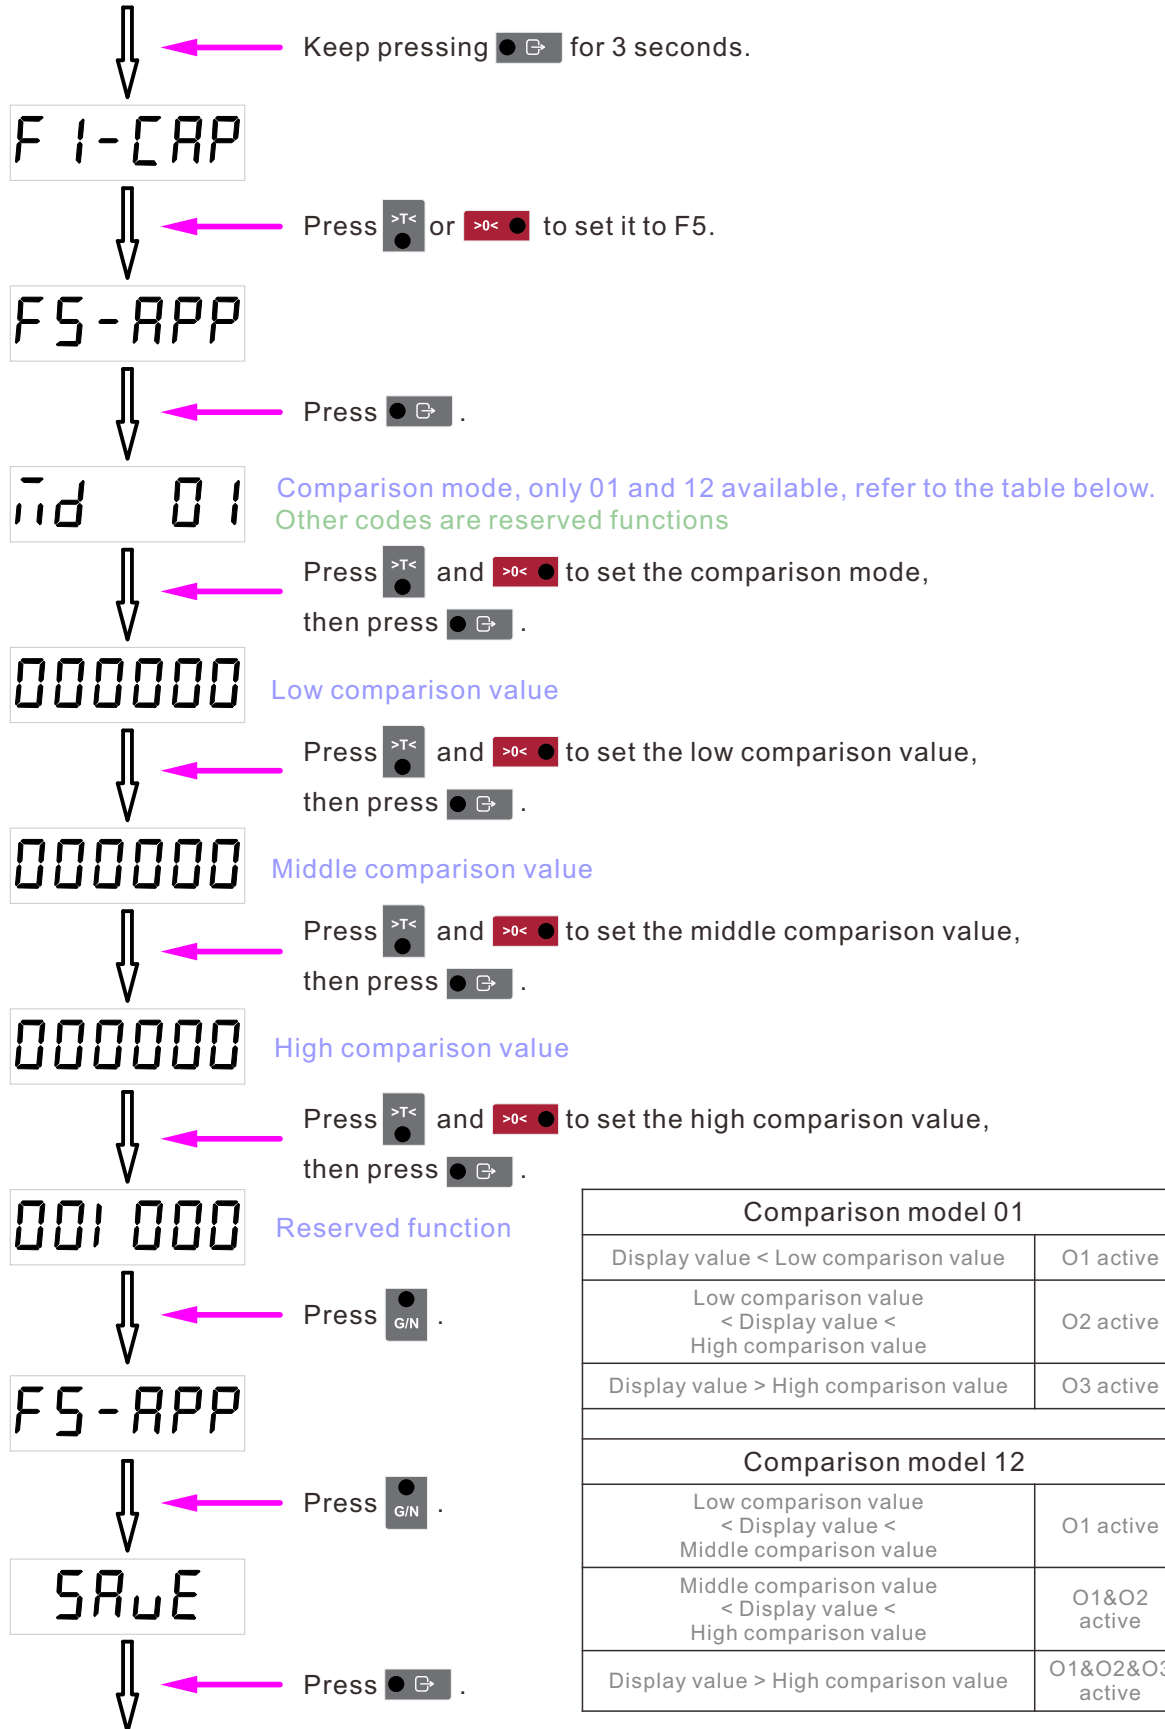 Keep pressing for 3 seconds.
F1-CAP
Press >T< or >0< to set it to F5.
F5-APP
Press .
md 01
Comparison mode, only 01 and 12 available, refer to the table below.
Other codes are reserved functions
Press >T< and >0< to set the comparison mode,
then press .
000000
Low comparison value
Press >T< and >0< to set the low comparison value,
then press .
000000
Middle comparison value
Press >T< and >0< to set the middle comparison value,
then press .
000000
High comparison value
Press >T< and >0< to set the high comparison value,
then press .
001000
Reserved function
Press G/N .
F5-APP
Press G/N .
SAvE
Press .
Comparison model 01
Display value < Low comparison value O1 active
Low comparison value
< Display value <
High comparison value
O2 active
Display value > High comparison value O3 active
Comparison model 12
Low comparison value
< Display value <
Middle comparison value
O1 active
Middle comparison value
< Display value <
High comparison value
O1&O2
active
Display value > High comparison value
O1&O2&O3
active